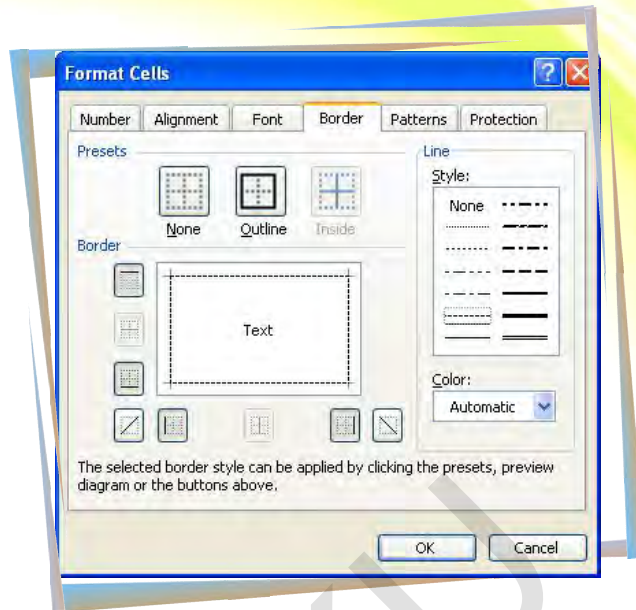 Format Cells
Number Alignment Font Border Patterns Protection
Presets
None Outline Inside
Border
Text
Line
Style:
None
Color:
Automatic
The selected border style can be applied by clicking the presets, preview
diagram or the buttons above.
OK Cancel